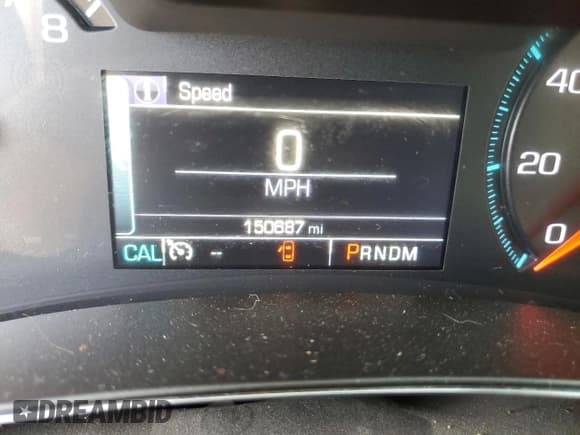 8
Speed
0
MPH
150687 mi
CAL -- PRNDM
40
20
0
DREAMBID